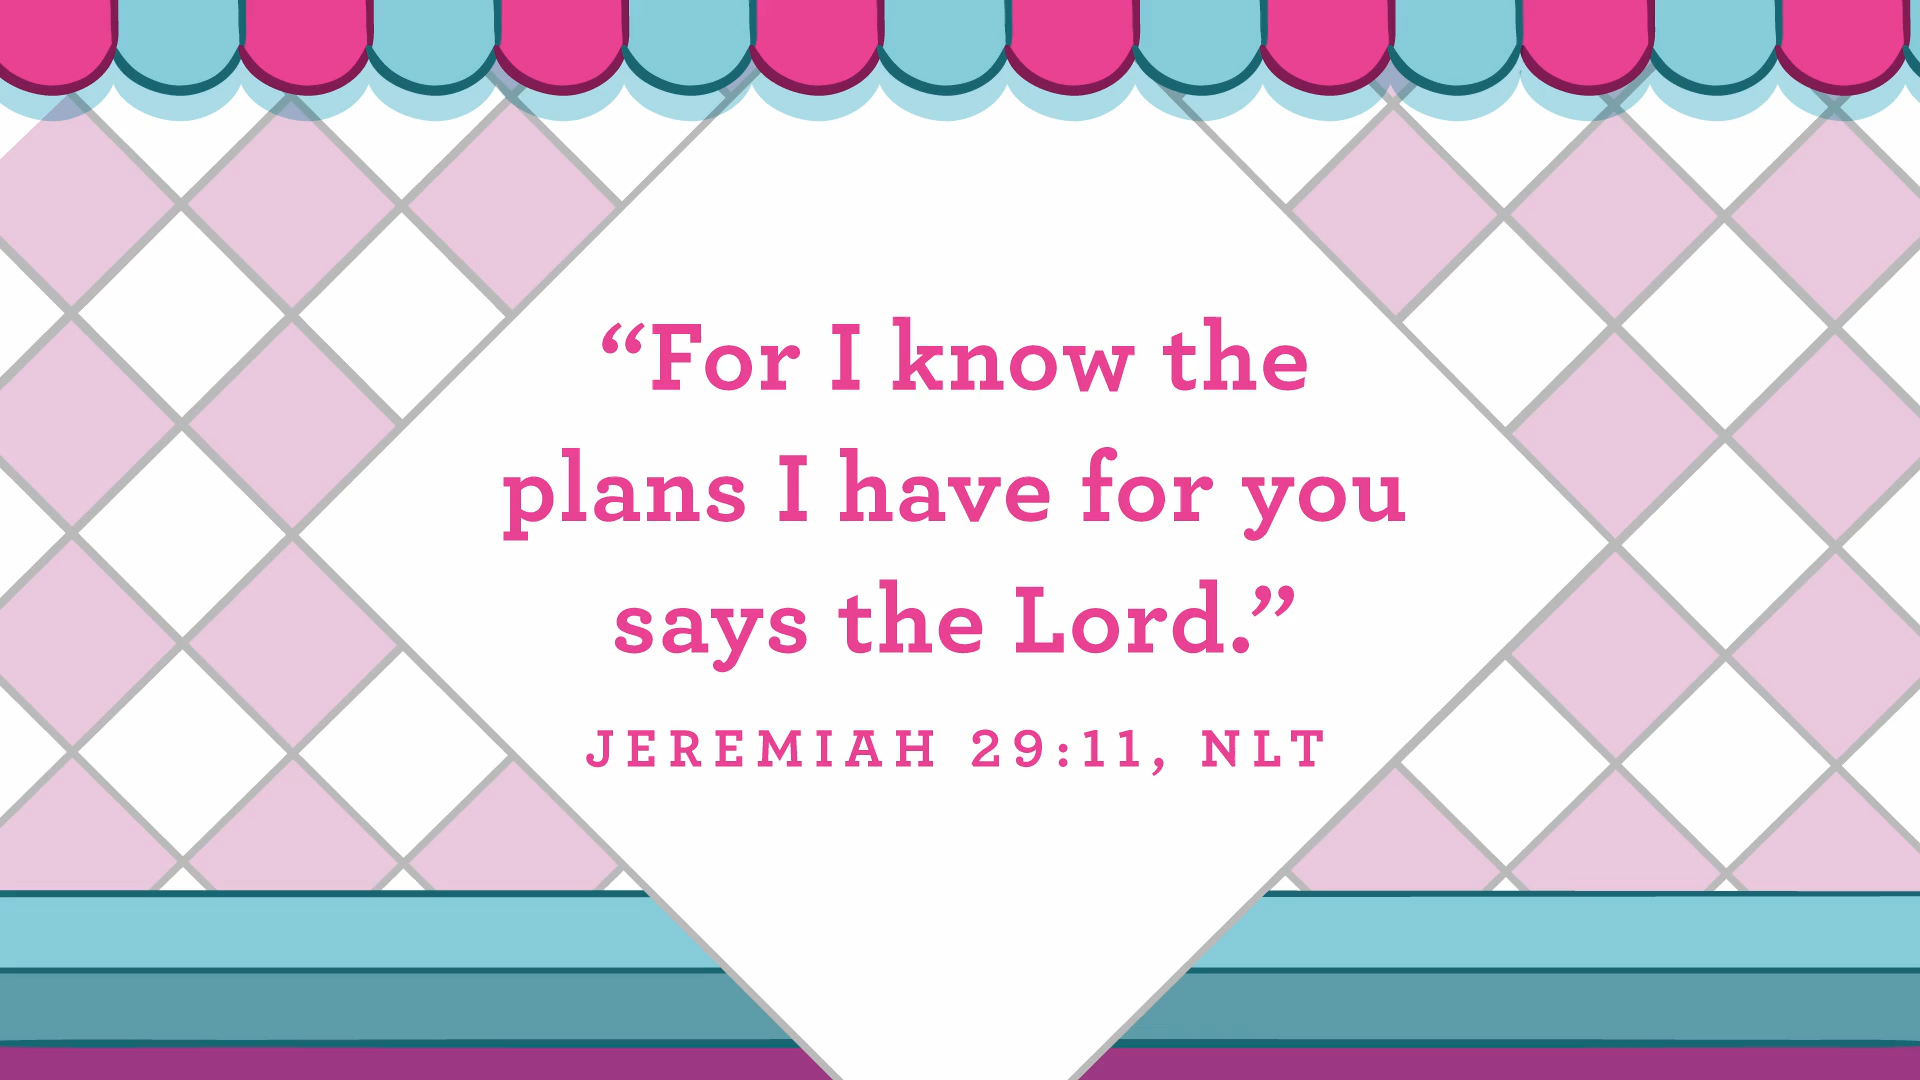 “For I know the
plans I have for you
says the Lord.”
JEREMIAH 29:11, NLT